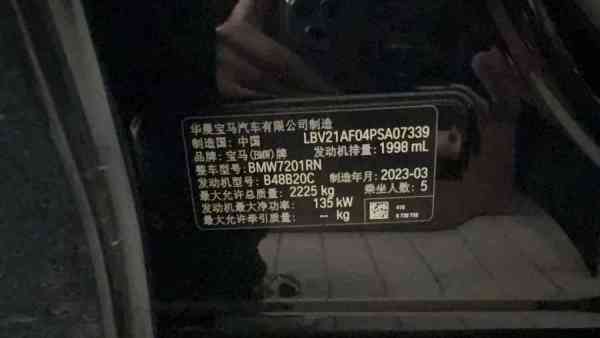 华晨宝马汽车有限公司制造
制造国：中国 LBV21AF04PSA07339
品牌：宝马(BMW)牌 发动机排量：1998 mL
整车型号：BMW7201RN
发动机型号：B48B20C 制造年月：2023-03
最大允许总质量：2225 kg 乘坐人数：5
发动机最大净功率：135 kW
最大允许牵引质量：-- kg